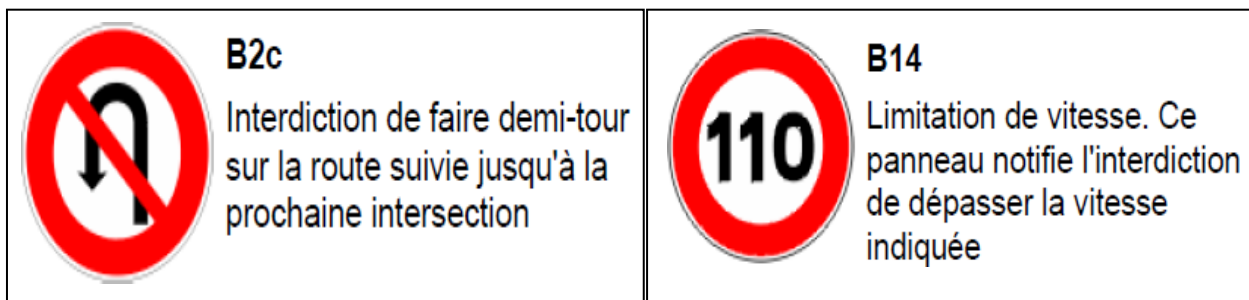 B2c
Interdiction de faire demi-tour
sur la route suivie jusqu'à la
prochaine intersection
110
B14
Limitation de vitesse. Ce
panneau notifie l'interdiction
de dépasser la vitesse
indiquée